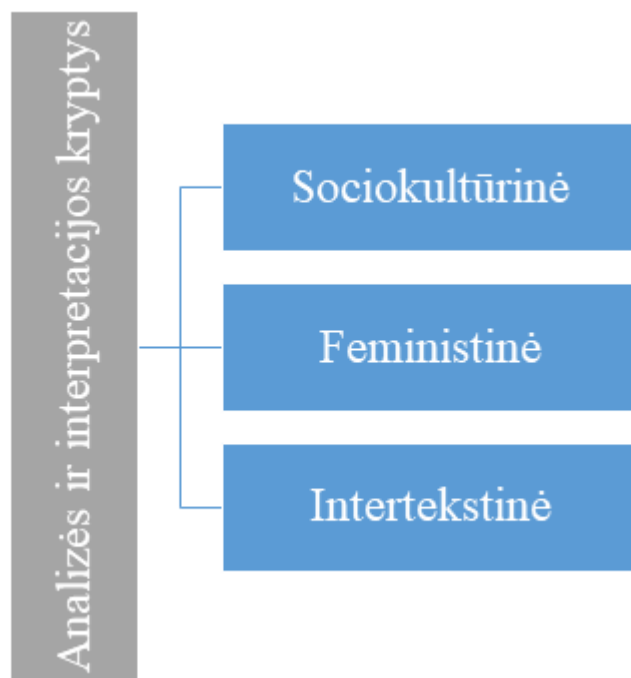 Analizės ir interpretacijos kryptys
Sociokultūrinė
Feministinė
Intertekstinė